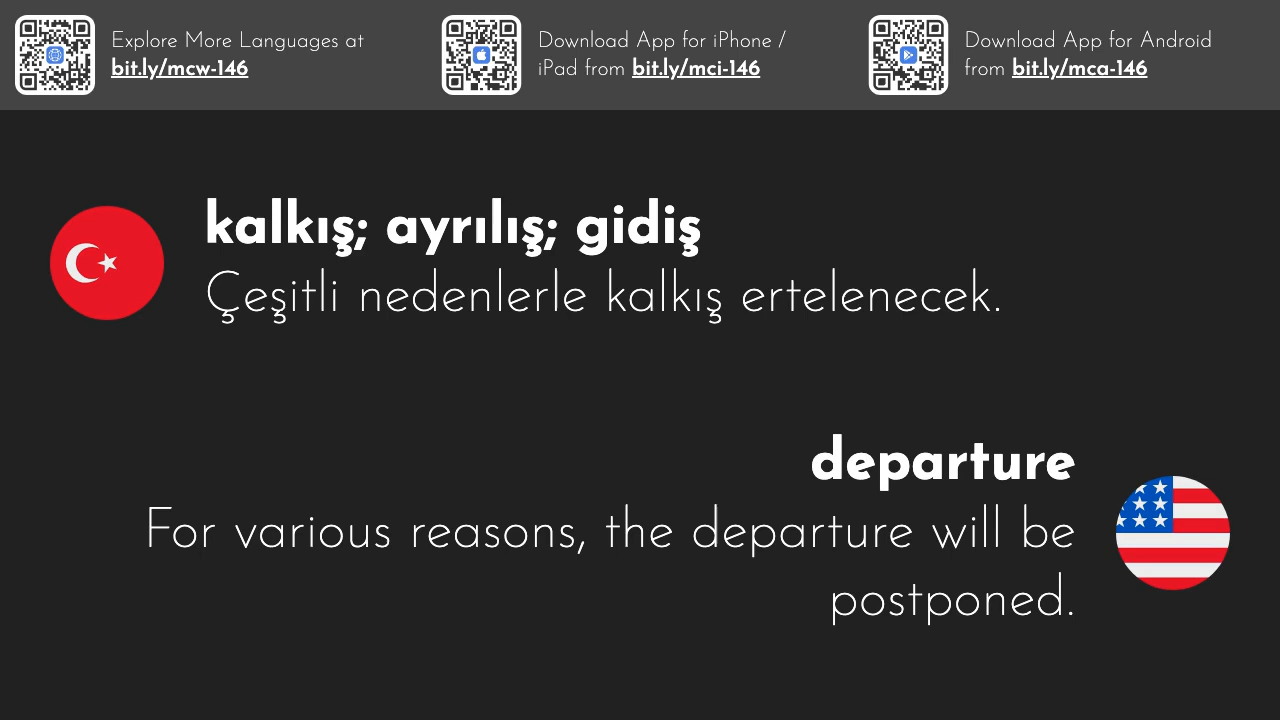 Explore More Languages at
bit.ly/mcw-146
Download App for iPhone /
iPad from bit.ly/mci-146
Download App for Android
from bit.ly/mca-146
kalkış; ayrılış; gidiş
Çeşitli nedenlerle kalkış ertelenecek.
departure
For various reasons, the departure will be
postponed.